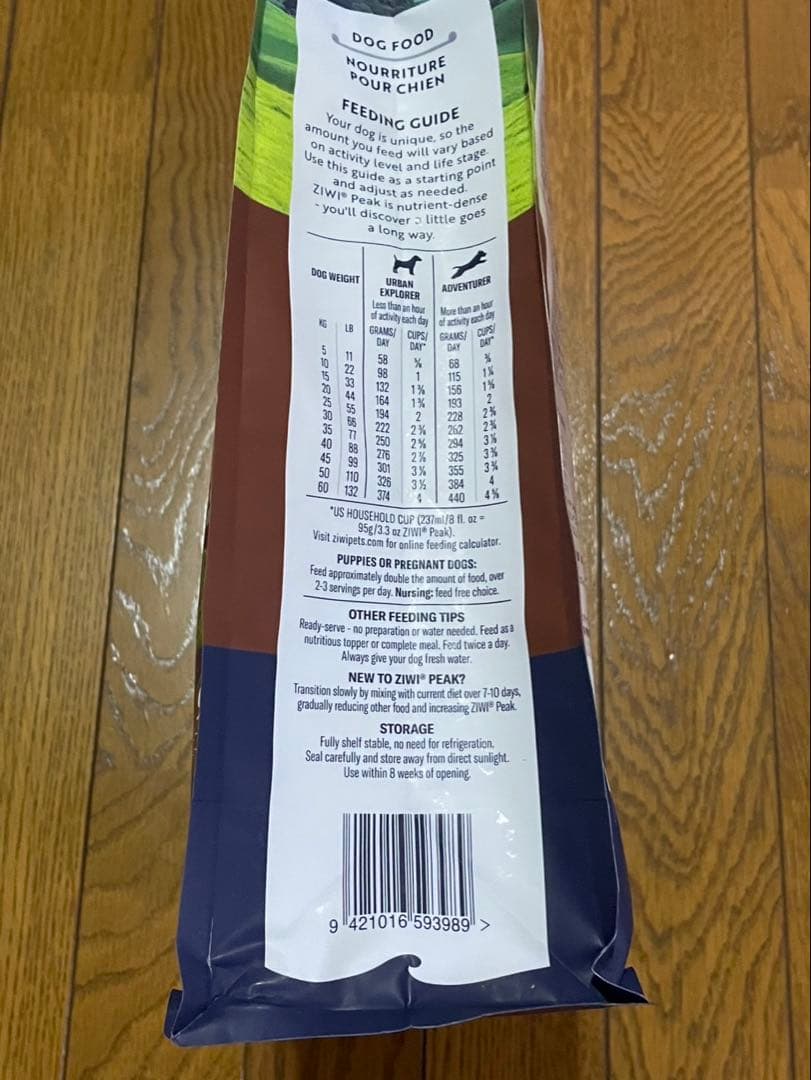 DOG FOOD
NOURRITURE
POUR CHIEN
FEEDING GUIDE
Your dog is unique, so the
amount you feed will vary based
on activity level and life stage.
Use this guide as a starting point
and adjust as needed.
ZIWI® Peak is nutrient-dense
- you'll discover a little goes
a long way.
DOG WEIGHT URBAN EXPLORER ADVENTURER
Less than an hour of activity each day More than an hour of activity each day
KG LB GRAMS/DAY CUPS/DAY* GRAMS/DAY CUPS/DAY*
5 11 58 68
10 22 98 1 115
15 33 132 156
20 44 164 193 2
25 55 194 2 228
30 66 222 262
35 77 250 294
40 88 276 325
45 99 301 355
50 110 326 3½ 384 4
60 132 374 4 440
*US HOUSEHOLD CUP (237ml/8 fl. oz =
95g/3.3 oz ZIWI® Peak).
Visit ziwipets.com for online feeding calculator.
PUPPIES OR PREGNANT DOGS:
Feed approximately double the amount of food, over
2-3 servings per day. Nursing: feed free choice.
OTHER FEEDING TIPS
Ready-serve - no preparation or water needed. Feed as a
nutritious topper or complete meal. Feed twice a day.
Always give your dog fresh water.
NEW TO ZIWI® PEAK?
Transition slowly by mixing with current diet over 7-10 days,
gradually reducing other food and increasing ZIWI® Peak.
STORAGE
Fully shelf stable, no need for refrigeration.
Seal carefully and store away from direct sunlight.
Use within 8 weeks of opening.
9 421016 593989 >